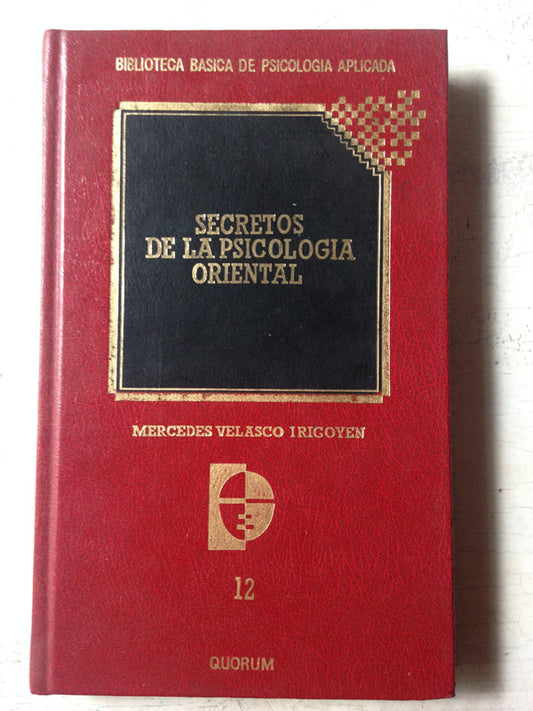 BIBLIOTECA BASICA DE PSICOLOGIA APLICADA
SECRETOS
DE LA PSICOLOGIA
ORIENTAL
MERCEDES VELASCO IRIGOYEN
12
QUORUM